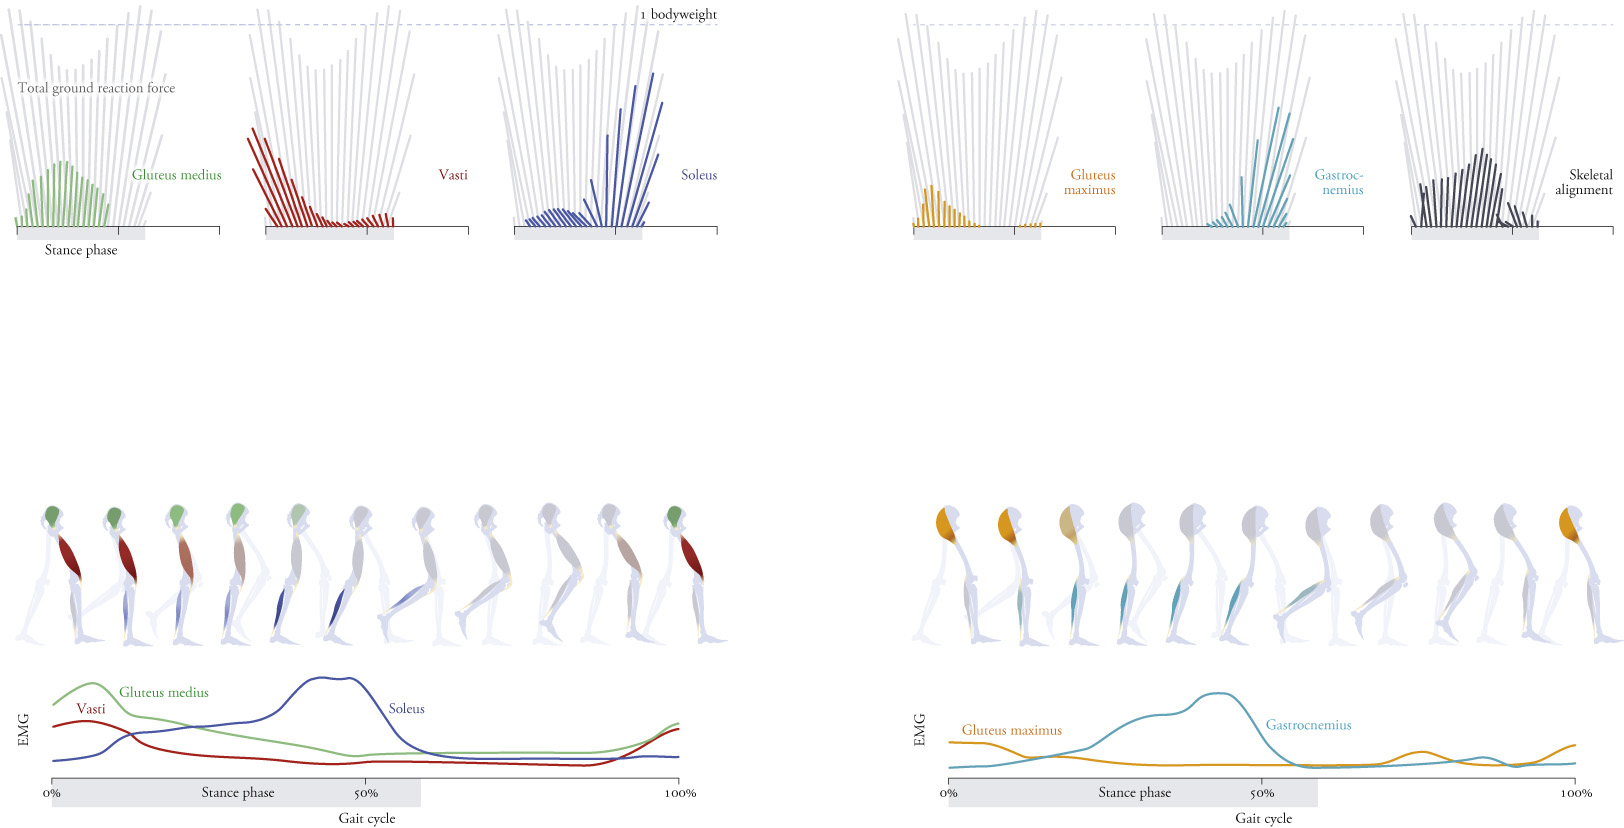 1 bodyweight
Total ground reaction force
Gluteus medius
Vasti
Soleus
Gluteus
maximus
Gastroc-
nemius
Skeletal
alignment
Stance phase
Gluteus medius
Vasti
Soleus
EMG
0%
Stance phase
50%
100%
Gait cycle
Gluteus maximus
Gastrocnemius
EMG
0%
Stance phase
50%
100%
Gait cycle